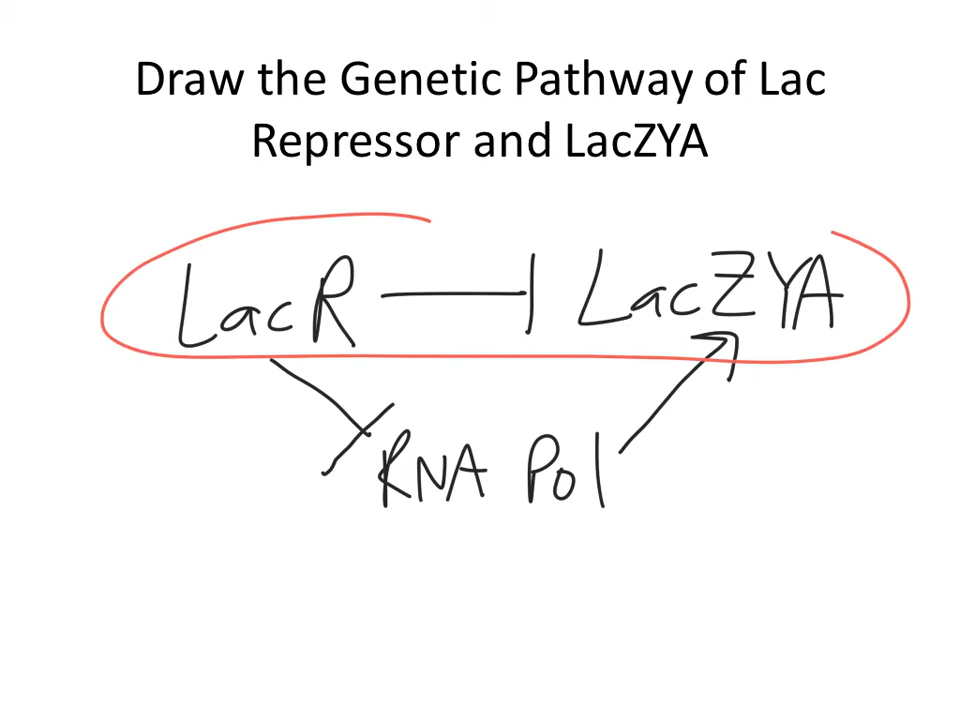 Draw the Genetic Pathway of Lac
Repressor and LacZYA
LacR LacZYA
RNA Pol